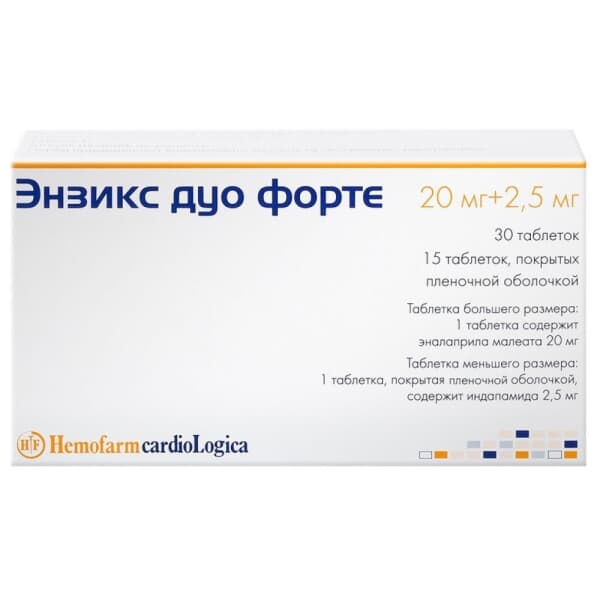 Энзикс дуо форте 20 мг+2,5 мг
30 таблеток
15 таблеток, покрытых
пленочной оболочкой
Таблетка большего размера:
1 таблетка содержит
эналаприла малеата 20 мг
Таблетка меньшего размера:
1 таблетка, покрытая пленочной оболочкой,
содержит индапамида 2,5 мг
HF Hemofarm cardioLogica